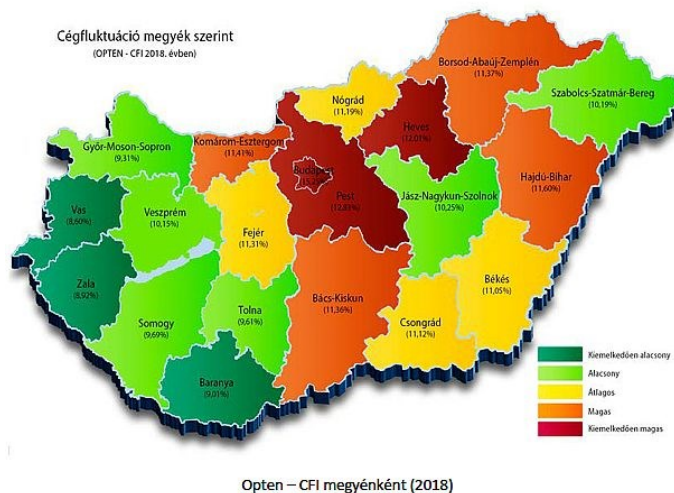 Cégfluktuáció megyék szerint
(OPTEN - CFI 2018. évben)
Borsod-Abaúj-Zemplén
(11,37%)
Szabolcs-Szatmár-Bereg
(10,19%)
Nógrád
(11,19%)
Heves
(12,01%)
Győr-Moson-Sopron
(9,31%)
Komárom-Esztergom
(11,41%)
Budapest
Pest
(12,83%)
Jász-Nagykun-Szolnok
(10,25%)
Hajdú-Bihar
(11,60%)
Vas
(8,60%)
Veszprém
(10,15%)
Fejér
(11,31%)
Zala
(8,92%)
Somogy
(9,69%)
Tolna
(9,61%)
Bács-Kiskun
(11,36%)
Békés
(11,05%)
Csongrád
(11,12%)
Baranya
(9,03%)
Kiemelkedően alacsony
Alacsony
Átlagos
Magas
Kiemelkedően magas
Opten – CFI megyénként (2018)